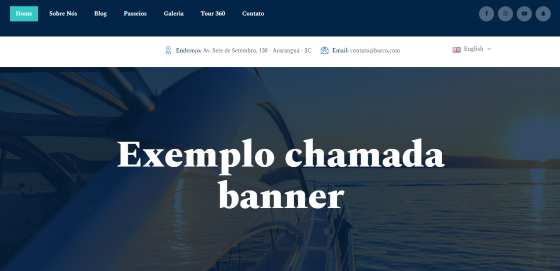 Home Sobre Nós Blog Passeios Galeria Tour 360 Contato
Endereço: Av. Sete de Setembro, 130 - Araranguá - SC Email: contato@barco.com English
Exemplo chamada
banner